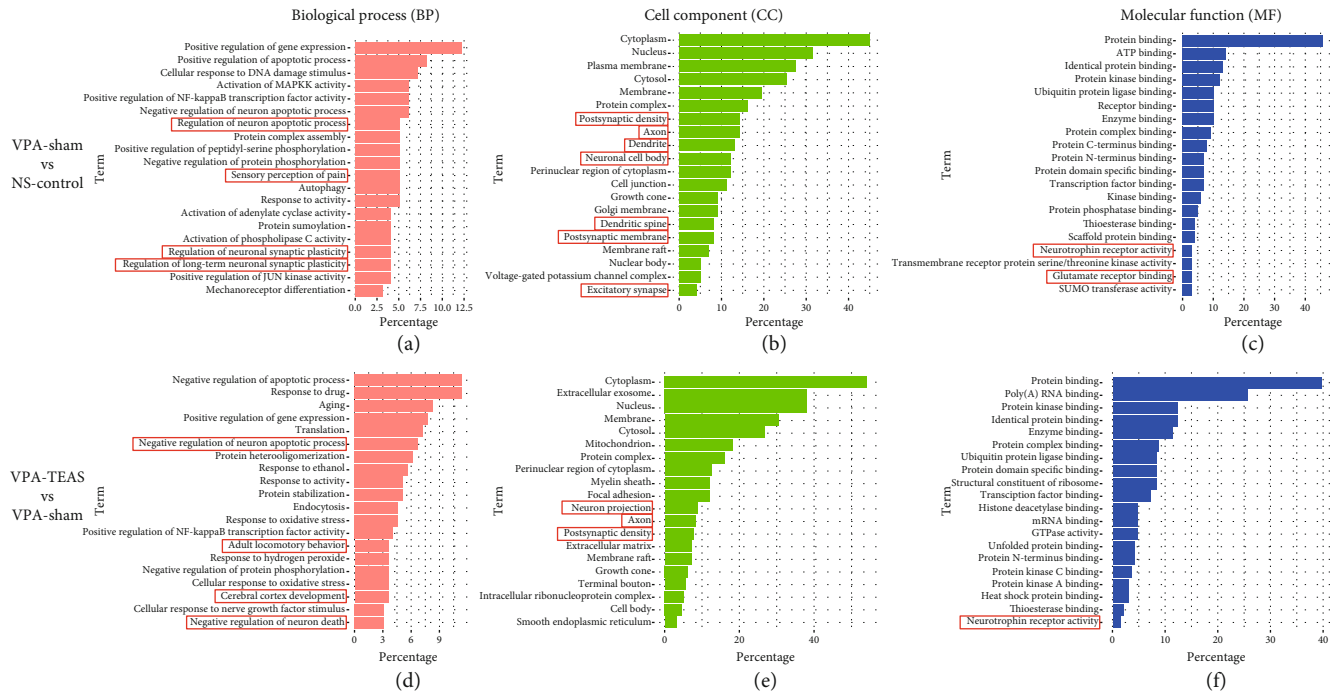 Biological process (BP)
Cell component (CC)
Molecular function (MF)
VPA-sham
vs
NS-control
Term
Positive regulation of gene expression
Positive regulation of apoptotic process
Cellular response to DNA damage stimulus
Activation of MAPKK activity
Positive regulation of NF-kappaB transcription factor activity
Negative regulation of neuron apoptotic process
Regulation of neuron apoptotic process
Protein complex assembly
Positive regulation of peptidyl-serine phosphorylation
Negative regulation of protein phosphorylation
Sensory perception of pain
Autophagy
Response to activity
Activation of adenylate cyclase activity
Protein sumoylation
Activation of phospholipase C activity
Regulation of neuronal synaptic plasticity
Regulation of long-term neuronal synaptic plasticity
Positive regulation of JUN kinase activity
Mechanoreceptor differentiation
0.0 2.5 5.0 7.5 10.0 12.5
Percentage
(a)
Term
Cytoplasm
Nucleus
Plasma membrane
Cytosol
Membrane
Protein complex
Postsynaptic density
Axon
Dendrite
Neuronal cell body
Perinuclear region of cytoplasm
Cell junction
Growth cone
Golgi membrane
Dendritic spine
Postsynaptic membrane
Membrane raft
Nuclear body
Voltage-gated potassium channel complex
Excitatory synapse
0 10 20 30 40
Percentage
(b)
Term
Protein binding
ATP binding
Identical protein binding
Protein kinase binding
Ubiquitin protein ligase binding
Receptor binding
Enzyme binding
Protein complex binding
Protein C-terminus binding
Protein N-terminus binding
Protein domain specific binding
Transcription factor binding
Kinase binding
Protein phosphatase binding
Thioesterase binding
Scaffold protein binding
Neurotrophin receptor activity
Transmembrane receptor protein serine/threonine kinase activity
Glutamate receptor binding
SUMO transferase activity
0 10 20 30 40
Percentage
(c)
VPA-TEAS
vs
VPA-sham
Term
Negative regulation of apoptotic process
Response to drug
Aging
Positive regulation of gene expression
Translation
Negative regulation of neuron apoptotic process
Protein heterooligomerization
Response to ethanol
Response to activity
Protein stabilization
Endocytosis
Response to oxidative stress
Positive regulation of NF-kappaB transcription factor activity
Adult locomotory behavior
Response to hydrogen peroxide
Negative regulation of protein phosphorylation
Cellular response to oxidative stress
Cerebral cortex development
Cellular response to nerve growth factor stimulus
Negative regulation of neuron death
0 3 6 9
Percentage
(d)
Term
Cytoplasm
Extracellular exosome
Nucleus
Membrane
Cytosol
Mitochondrion
Protein complex
Perinuclear region of cytoplasm
Myelin sheath
Focal adhesion
Neuron projection
Axon
Postsynaptic density
Extracellular matrix
Membrane raft
Growth cone
Terminal bouton
Intracellular ribonucleoprotein complex
Cell body
Smooth endoplasmic reticulum
0 20 40
Percentage
(e)
Term
Protein binding
Poly(A) RNA binding
Protein kinase binding
Identical protein binding
Enzyme binding
Protein complex binding
Ubiquitin protein ligase binding
Protein domain specific binding
Structural constituent of ribosome
Transciption factor binding
Histone deacetylase binding
mRNA binding
GTPase activity
Unfolded protein binding
Protein N-terminus binding
Protein kinase C binding
Protein kinase A binding
Heat shock protein binding
Thioesterase binding
Neurotrophin receptor activity
0 10 20 30 40
Percentage
(f)